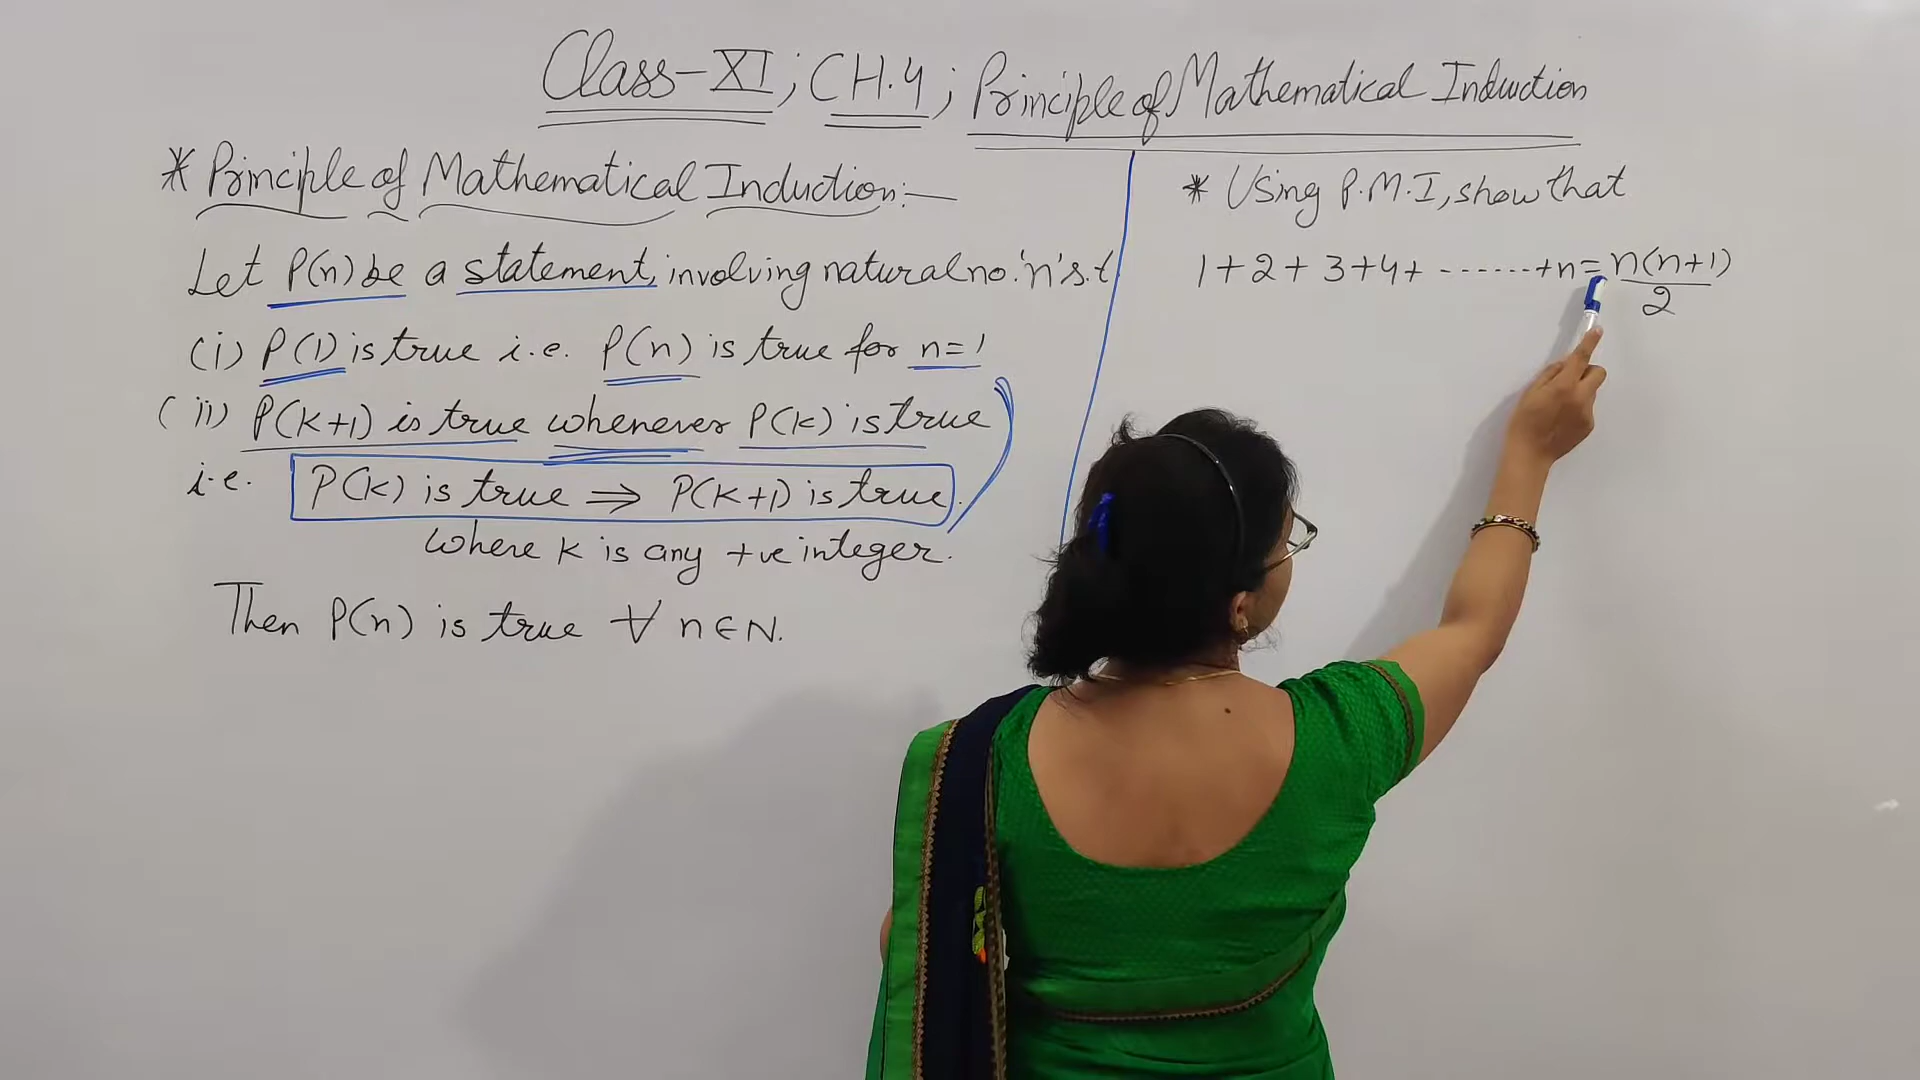 Class-XI; CH.4; Principle of Mathematical Induction
* Principle of Mathematical Induction:—
Let P(n) be a statement, involving natural no. 'n' s.t
(i) P(1) is true i.e. P(n) is true for n=1
(ii) P(K+1) is true whenever P(K) is true
i.e. P(K) is true ⇒ P(K+1) is true.
where K is any +ve integer.
Then P(n) is true ∀ n∈N.
* Using P.M.I, show that
1+2+3+4+ ------+n = n(n+1)
2